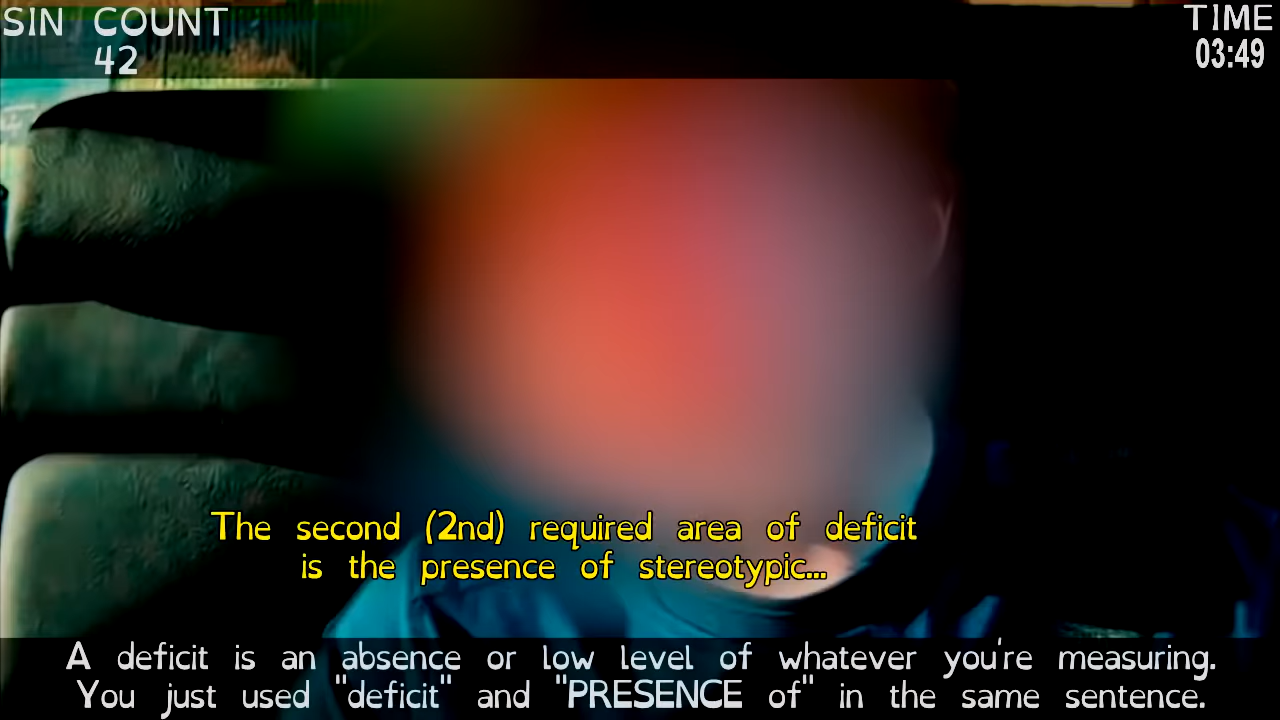 SIN COUNT
42
TIME
03:49
The second (2nd) required area of deficit
is the presence of stereotypic...
A deficit is an absence or low level of whatever you're measuring.
You just used "deficit" and "PRESENCE of" in the same sentence.